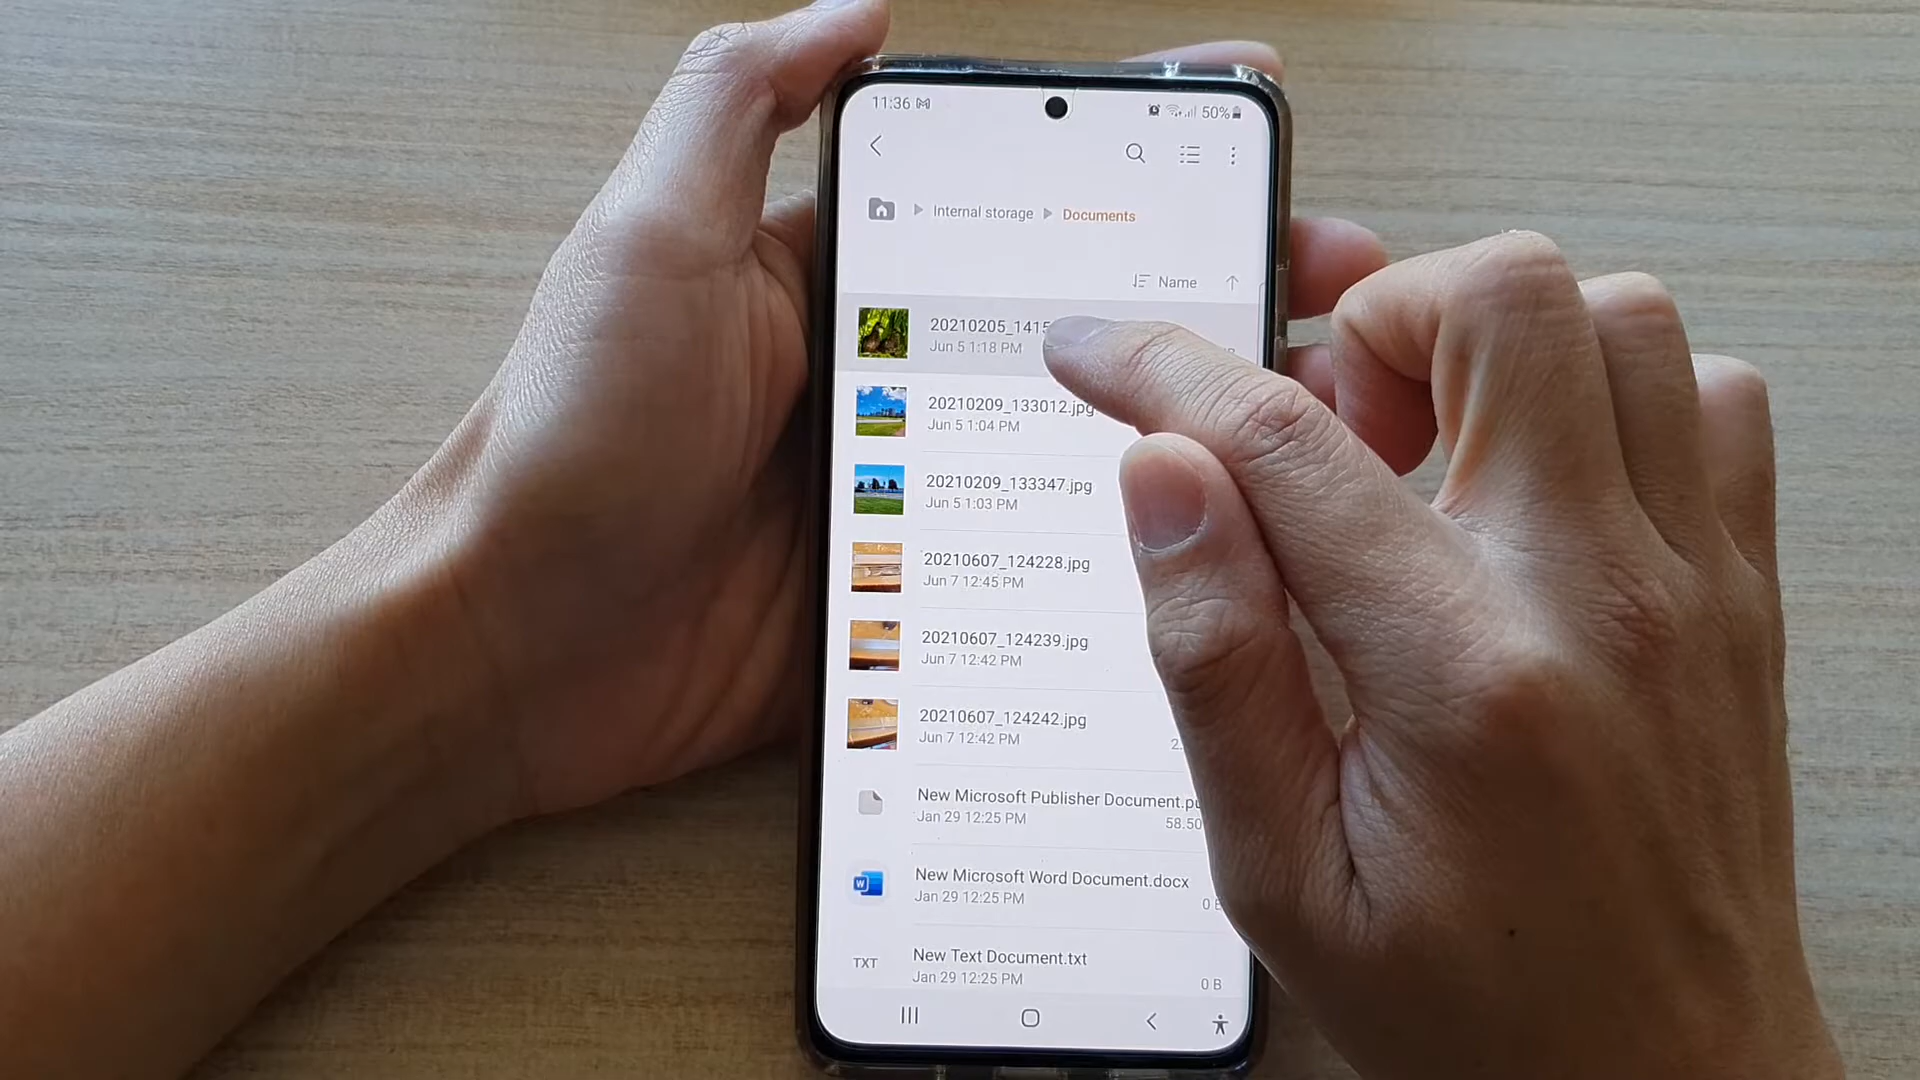 11:36 50%
Internal storage Documents
Name
20210205_1415
Jun 5 1:18 PM
20210209_133012.jpg
Jun 5 1:04 PM
20210209_133347.jpg
Jun 5 1:03 PM
20210607_124228.jpg
Jun 7 12:45 PM
20210607_124239.jpg
Jun 7 12:42 PM
20210607_124242.jpg
Jun 7 12:42 PM 2.
New Microsoft Publisher Document.pu
Jan 29 12:25 PM 58.50
W
New Microsoft Word Document.docx
Jan 29 12:25 PM 0 B
TXT
New Text Document.txt
Jan 29 12:25 PM 0 B